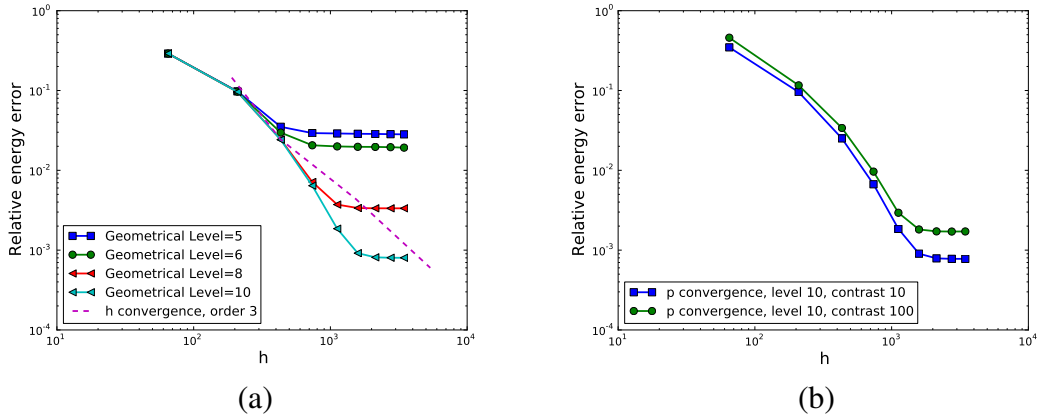 10^0
10^-1
10^-2
10^-3
10^-4
Relative energy error
Geometrical Level=5
Geometrical Level=6
Geometrical Level=8
Geometrical Level=10
h convergence, order 3
10^1 10^2 10^3 10^4
h
(a)
10^0
10^-1
10^-2
10^-3
10^-4
Relative energy error
p convergence, level 10, contrast 10
p convergence, level 10, contrast 100
10^1 10^2 10^3 10^4
h
(b)